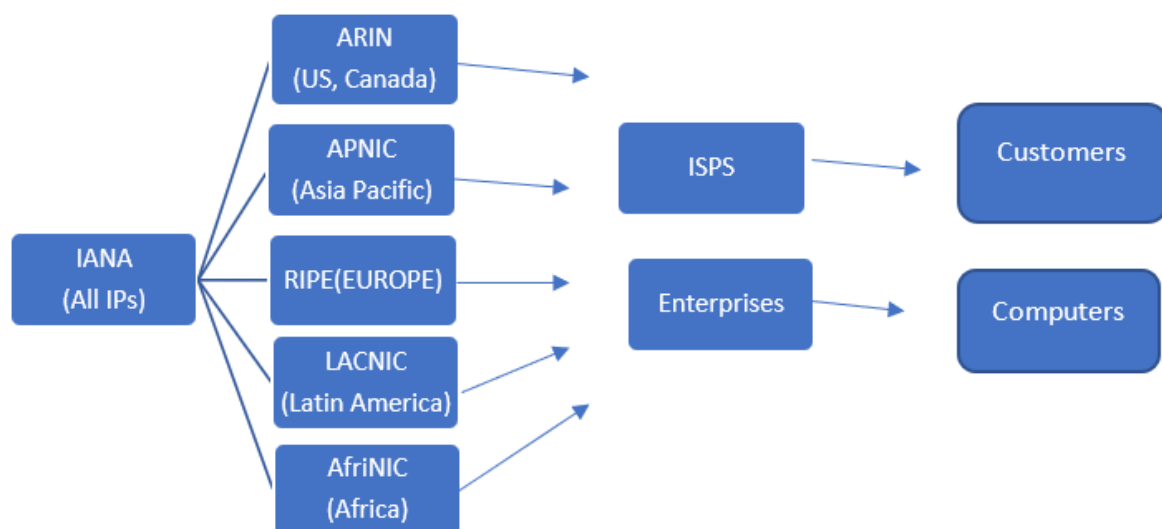 ARIN
(US, Canada)
APNIC
(Asia Pacific)
IANA
(All IPs)
RIPE(EUROPE)
LACNIC
(Latin America)
AfriNIC
(Africa)
ISPS
Enterprises
Customers
Computers